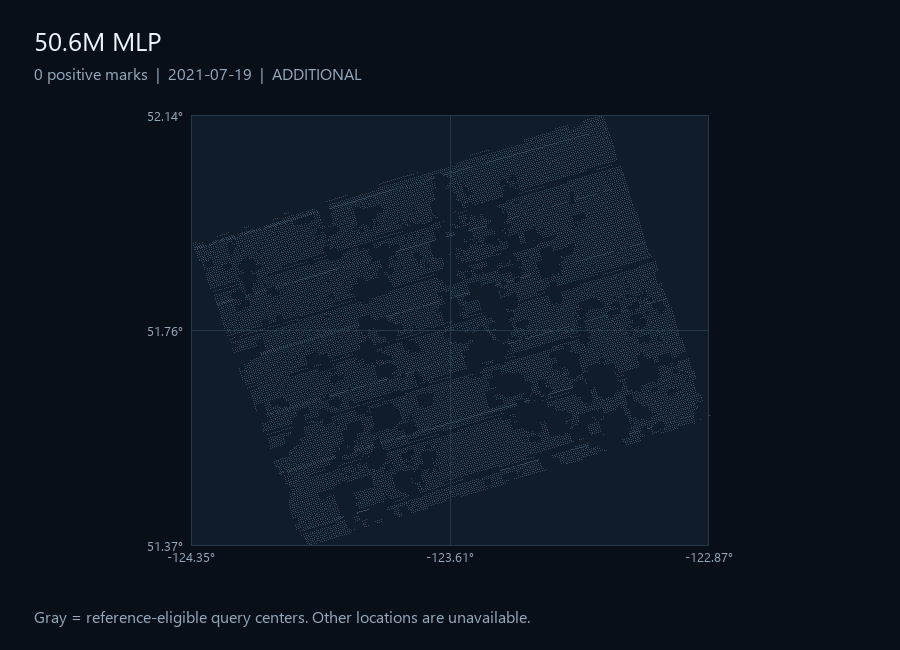 50.6M MLP
0 positive marks | 2021-07-19 | ADDITIONAL
52.14°
51.76°
51.37°
-124.35°
-123.61°
-122.87°
Gray = reference-eligible query centers. Other locations are unavailable.